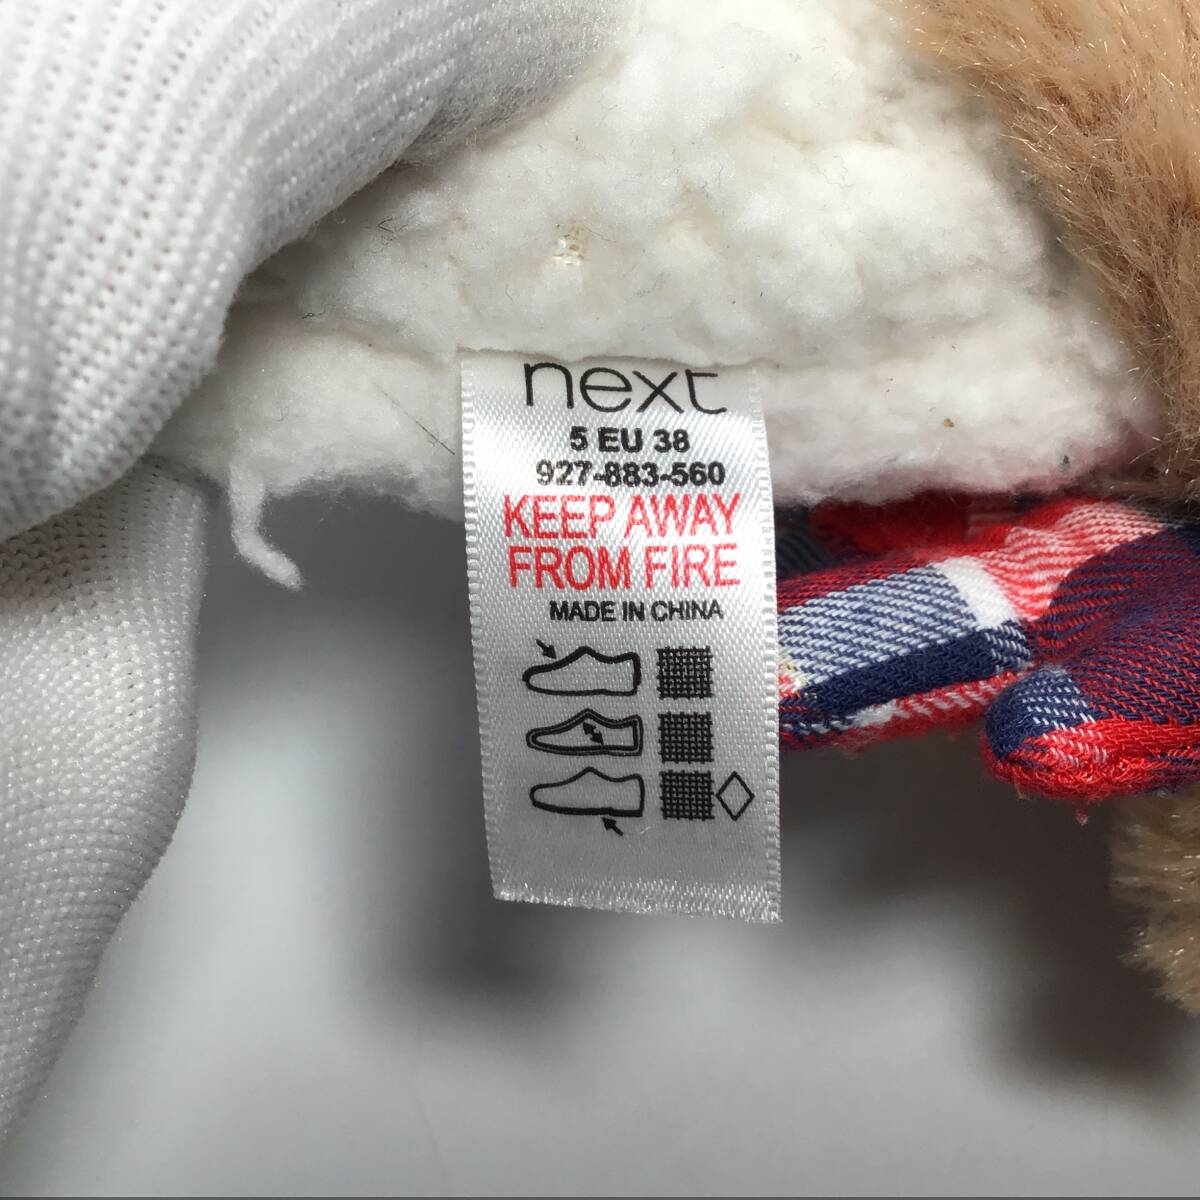 next
5 EU 38
927-883-560
KEEP AWAY
FROM FIRE
MADE IN CHINA